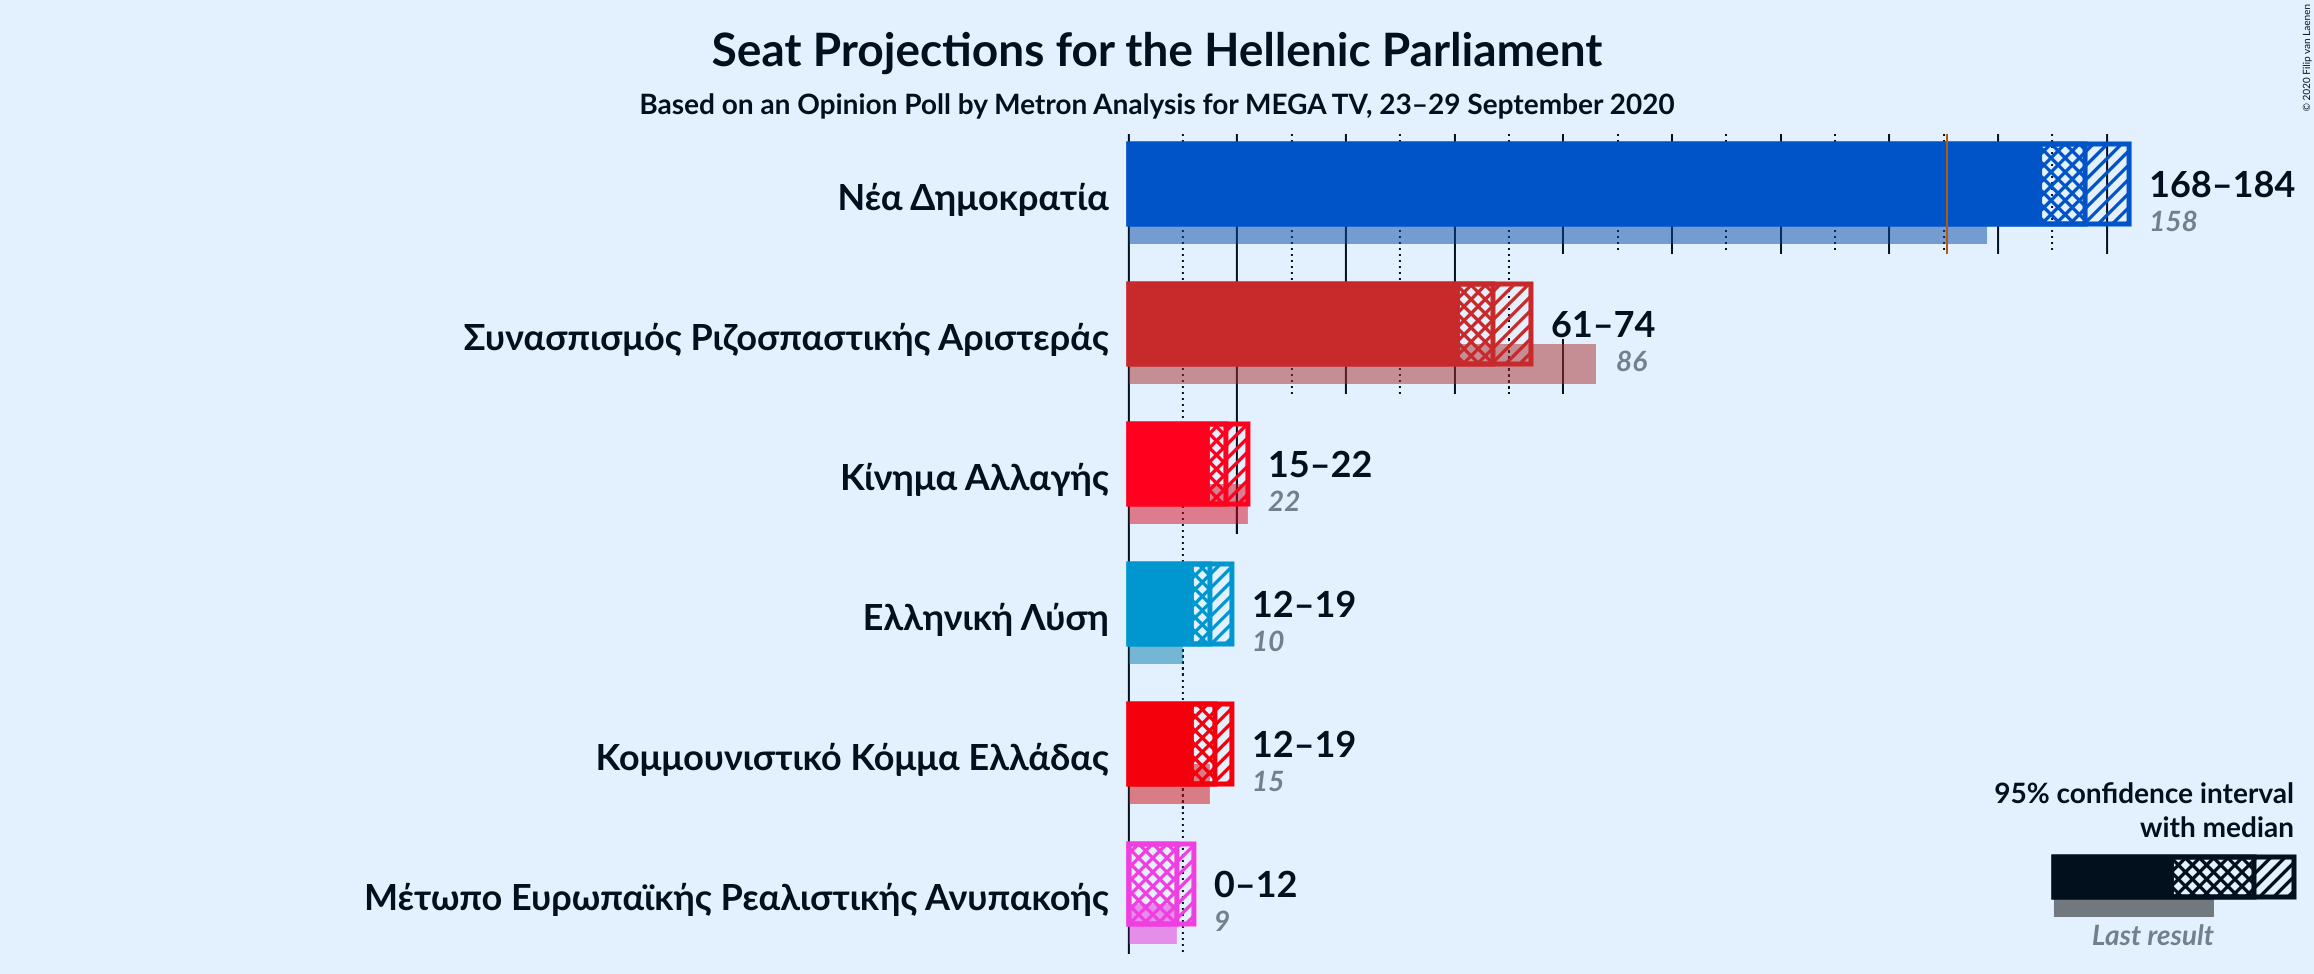 Seat Projections for the Hellenic Parliament
Based on an Opinion Poll by Metron Analysis for MEGA TV, 23–29 September 2020
© 2020 Filip van Laenen
Νέα Δημοκρατία
168–184
158
Συνασπισμός Ριζοσπαστικής Αριστεράς
61–74
86
Κίνημα Αλλαγής
15–22
22
Ελληνική Λύση
12–19
10
Κομμουνιστικό Κόμμα Ελλάδας
12–19
15
Μέτωπο Ευρωπαϊκής Ρεαλιστικής Ανυπακοής
0–12
9
95% confidence interval
with median
Last result